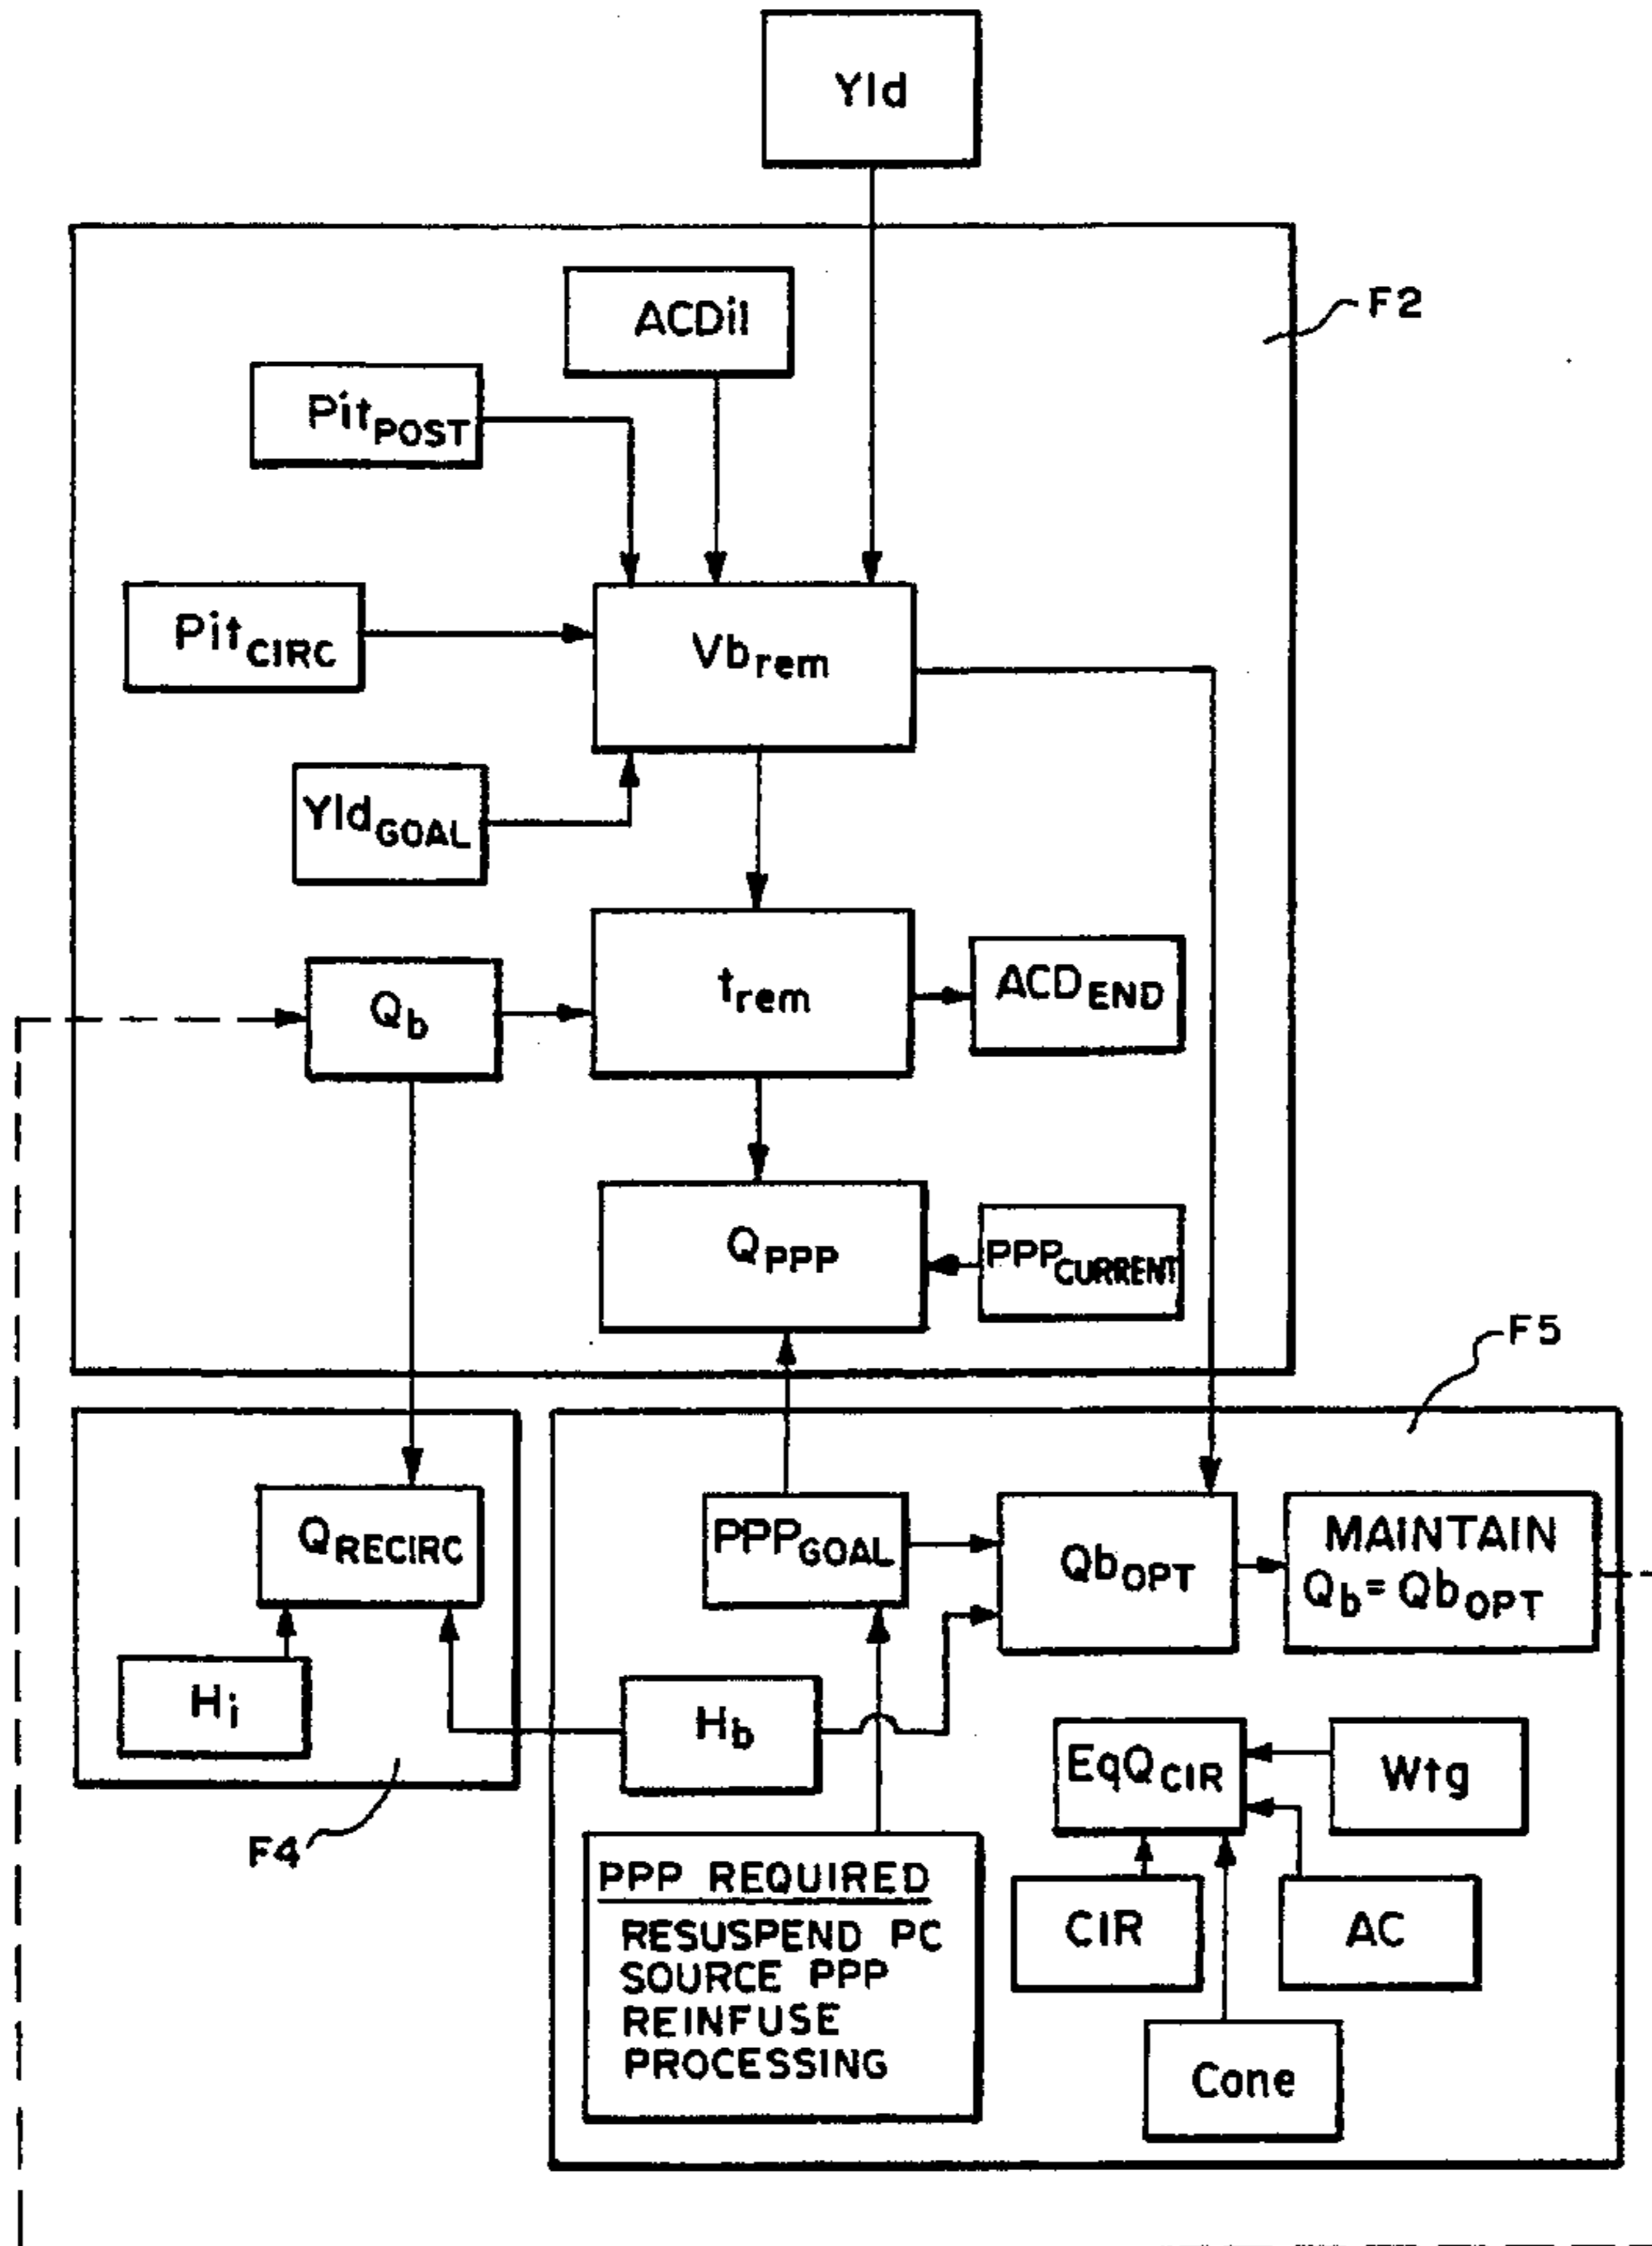 Yld
F2
ACDil
PitPOST
PitCIRC
Vbrem
YldGOAL
Qb
trem
ACDEND
QPPP
PPPCURRENT
F5
QRECIRC
PPPGOAL
QbOPT
MAINTAIN
Qb=QbOPT
Hi
Hb
EqQCIR
Wtg
F4
PPP REQUIRED
RESUSPEND PC
SOURCE PPP
REINFUSE
PROCESSING
CIR
AC
Cone